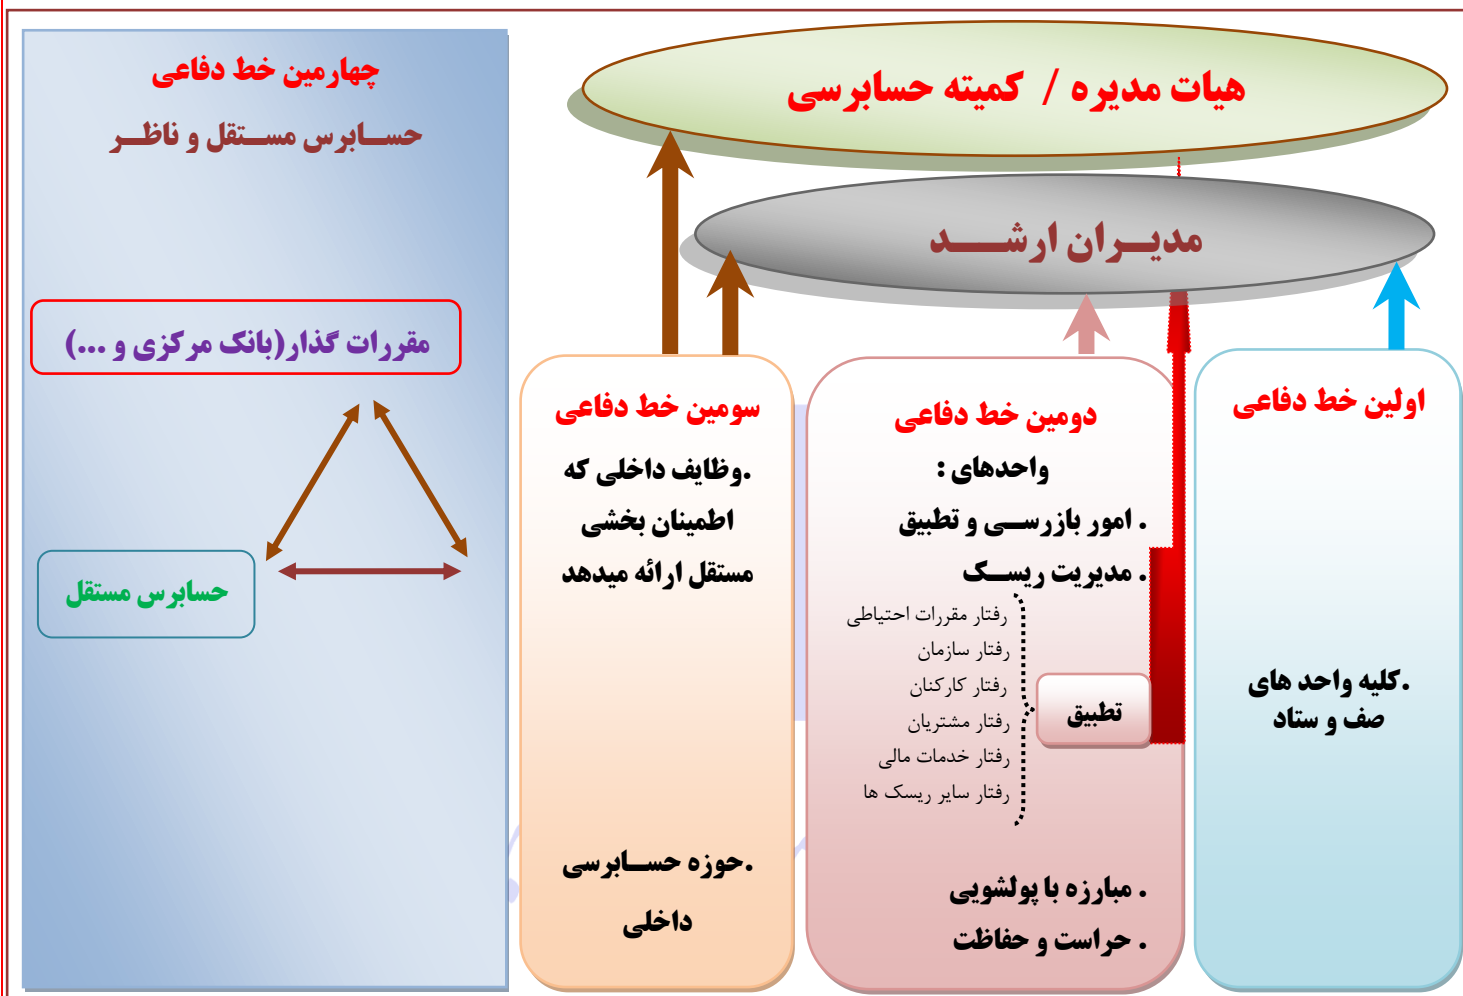 هیات مدیره / کمیته حسابرسی
مدیــران ارشــــد
اولین خط دفاعی
.کلیه واحد های
صف و ستاد
دومین خط دفاعی
واحدهای :
. امور بازرســی و تطبیق
. مدیریت ریســک
رفتار مقررات احتیاطی
رفتار سازمان
رفتار کارکنان
رفتار مشتریان
رفتار خدمات مالی
رفتار سایر ریسک ها
تطبیق
. مبارزه با پولشویی
. حراست و حفاظت
سومین خط دفاعی
.وظایف داخلی که
اطمینان بخشی
مستقل ارائه میدهد
.حوزه حســابرسی
داخلی
چهارمین خط دفاعی
حســابرس مســتقل و ناظــر
مقررات گذار(بانک مرکزی و ...)
حسابرس مستقل